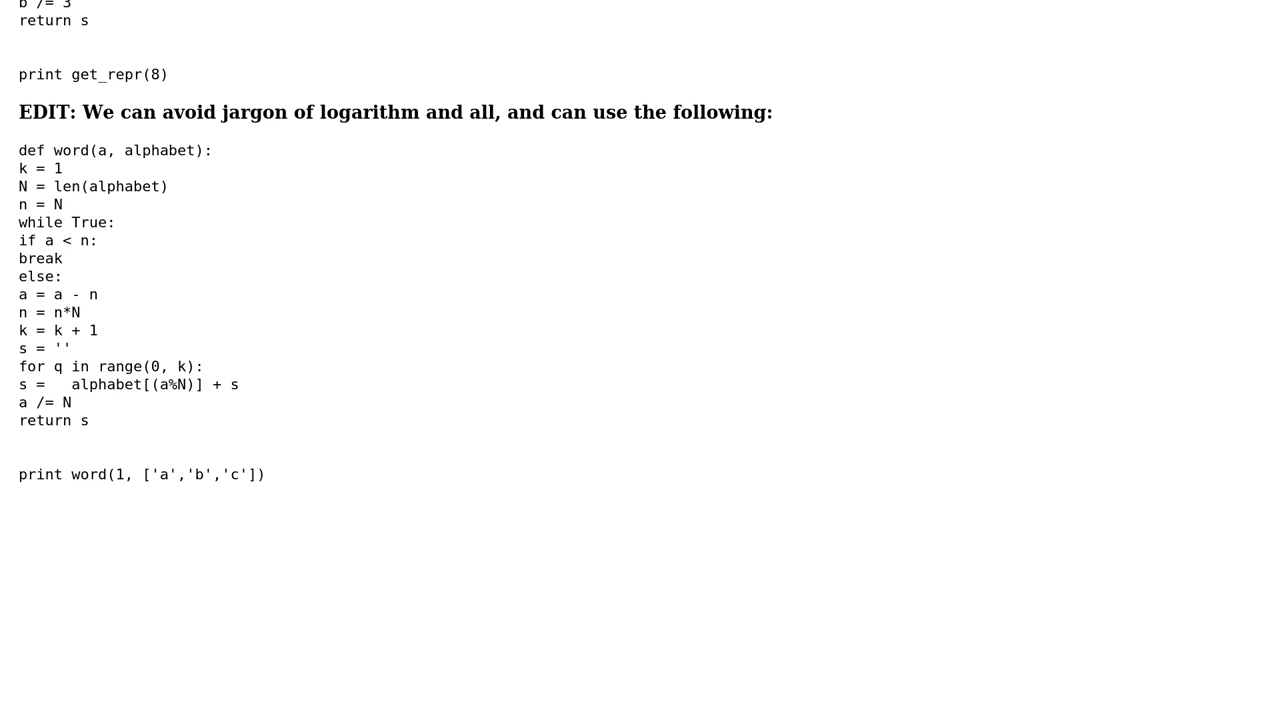 b /= 3
return s
print get_repr(8)
EDIT: We can avoid jargon of logarithm and all, and can use the following:
def word(a, alphabet):
k = 1
N = len(alphabet)
n = N
while True:
if a < n:
break
else:
a = a - n
n = n*N
k = k + 1
s = ''
for q in range(0, k):
s =   alphabet[(a%N)] + s
a /= N
return s
print word(1, ['a','b','c'])